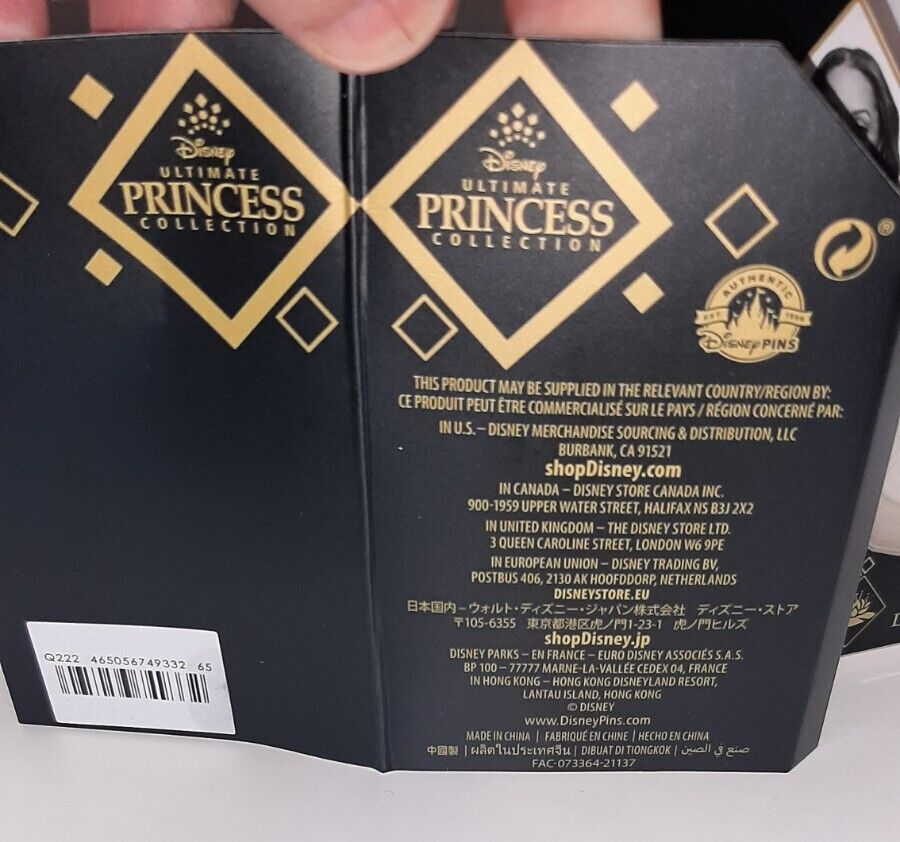 Disney
ULTIMATE
PRINCESS
COLLECTION
Q222 465056749332 65
Disney
ULTIMATE
PRINCESS
COLLECTION
®
AUTHENTIC
Disney PINS
THIS PRODUCT MAY BE SUPPLIED IN THE RELEVANT COUNTRY/REGION BY:
CE PRODUIT PEUT ÊTRE COMMERCIALISÉ SUR LE PAYS / RÉGION CONCERNÉ PAR:
IN U.S. – DISNEY MERCHANDISE SOURCING & DISTRIBUTION, LLC
BURBANK, CA 91521
shopDisney.com
IN CANADA – DISNEY STORE CANADA INC.
900-1959 UPPER WATER STREET, HALIFAX NS B3J 2X2
IN UNITED KINGDOM – THE DISNEY STORE LTD.
3 QUEEN CAROLINE STREET, LONDON W6 9PE
IN EUROPEAN UNION – DISNEY TRADING BV,
POSTBUS 406, 2130 AK HOOFDDORP, NETHERLANDS
DISNEYSTORE.EU
日本国内 – ウォルト・ディズニー・ジャパン株式会社 ディズニー・ストア
〒105-6355 東京都港区虎ノ門1-23-1 虎ノ門ヒルズ
shopDisney.jp
DISNEY PARKS – EN FRANCE – EURO DISNEY ASSOCIÉS S.A.S.
BP 100 – 77777 MARNE-LA-VALLÉE CEDEX 04, FRANCE
IN HONG KONG – HONG KONG DISNEYLAND RESORT,
LANTAU ISLAND, HONG KONG
© DISNEY
www.DisneyPins.com
MADE IN CHINA | FABRIQUÉ EN CHINE | HECHO EN CHINA
中國製 | ผลิตในประเทศจีน | DIBUAT DI TIONGKOK | صنع في الصين
FAC-073364-21137